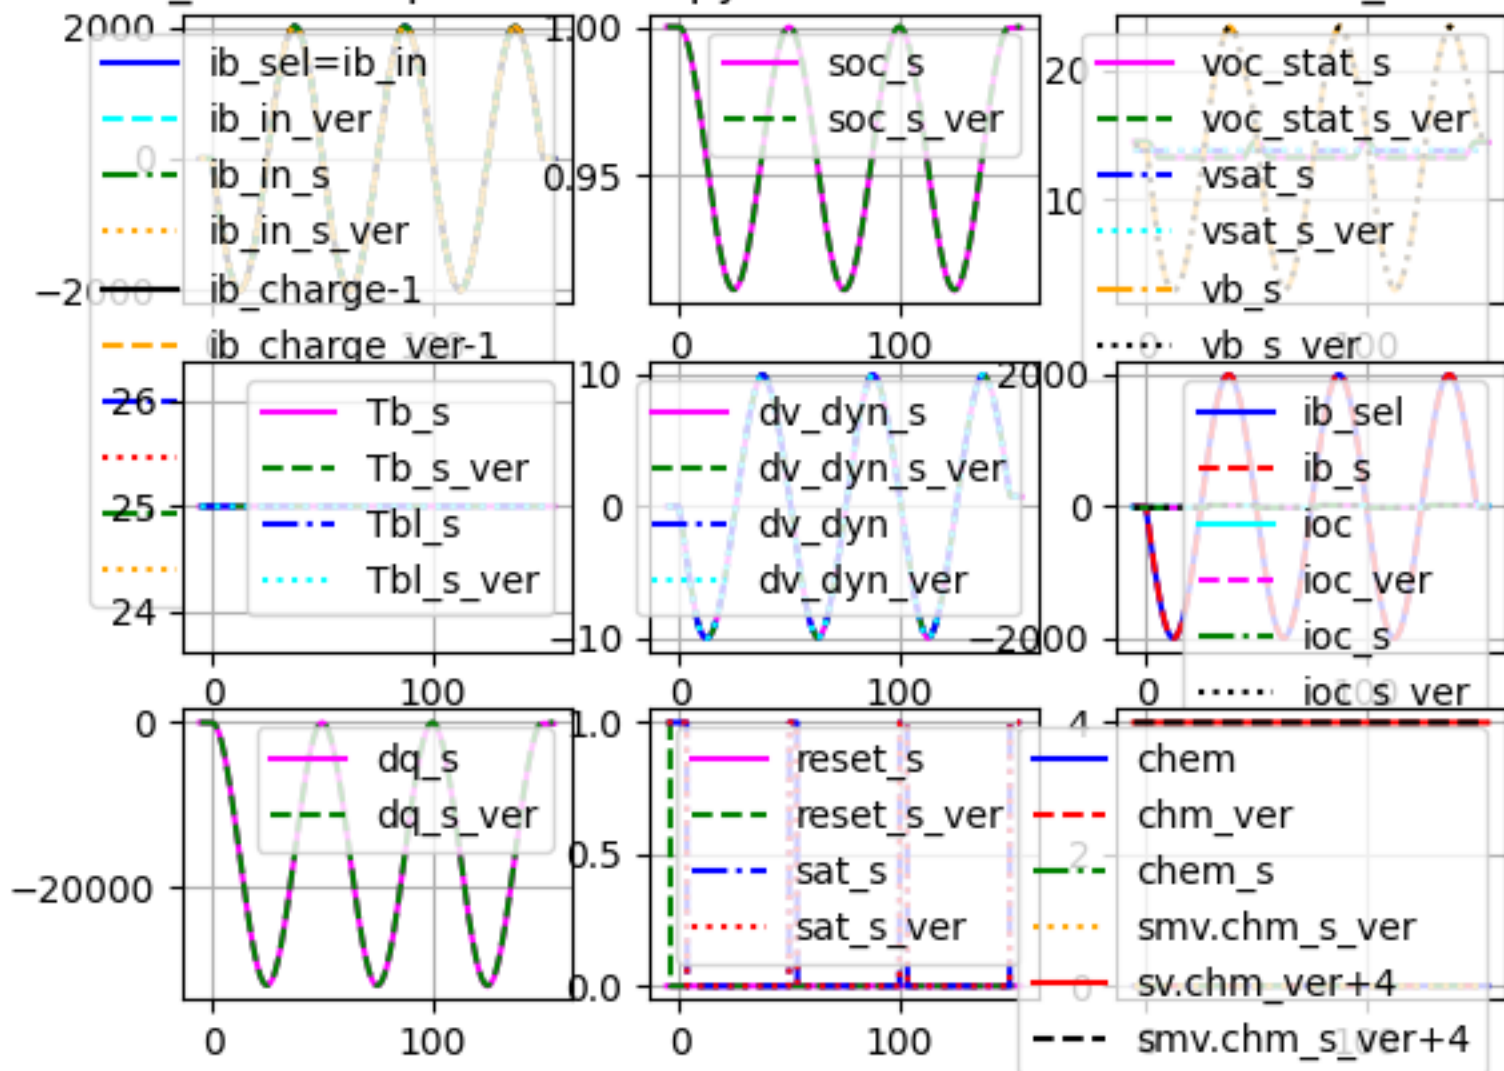 2000
0
−2000
ib_sel=ib_in
ib_in_ver
ib_in_s
ib_in_s_ver
ib_charge-1
ib_charge_ver-1
1.00
0.95
soc_s
soc_s_ver
0
100
20
10
voc_stat_s
voc_stat_s_ver
vsat_s
vsat_s_ver
vb_s
vb_s_ver
0
100
26
25
24
Tb_s
Tb_s_ver
Tbl_s
Tbl_s_ver
0
100
10
0
−10
dv_dyn_s
dv_dyn_s_ver
dv_dyn
dv_dyn_ver
0
100
2000
0
−2000
ib_sel
ib_s
ioc
ioc_ver
ioc_s
ioc_s_ver
0
100
0
−20000
dq_s
dq_s_ver
0
100
1.0
0.5
0.0
reset_s
reset_s_ver
sat_s
sat_s_ver
0
100
4
2
0
chem
chm_ver
chem_s
smv.chm_s_ver
sv.chm_ver+4
smv.chm_s_ver+4